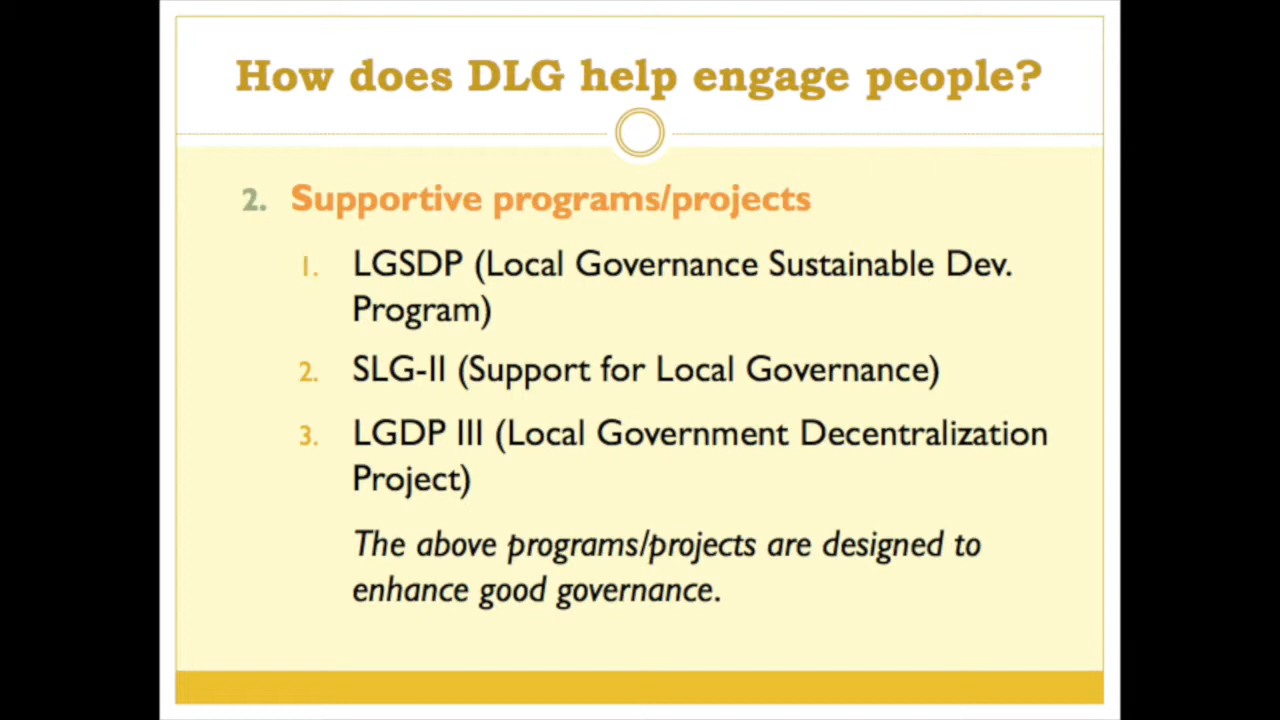 How does DLG help engage people?
2. Supportive programs/projects
1. LGSDP (Local Governance Sustainable Dev.
Program)
2. SLG-II (Support for Local Governance)
3. LGDP III (Local Government Decentralization
Project)
The above programs/projects are designed to
enhance good governance.